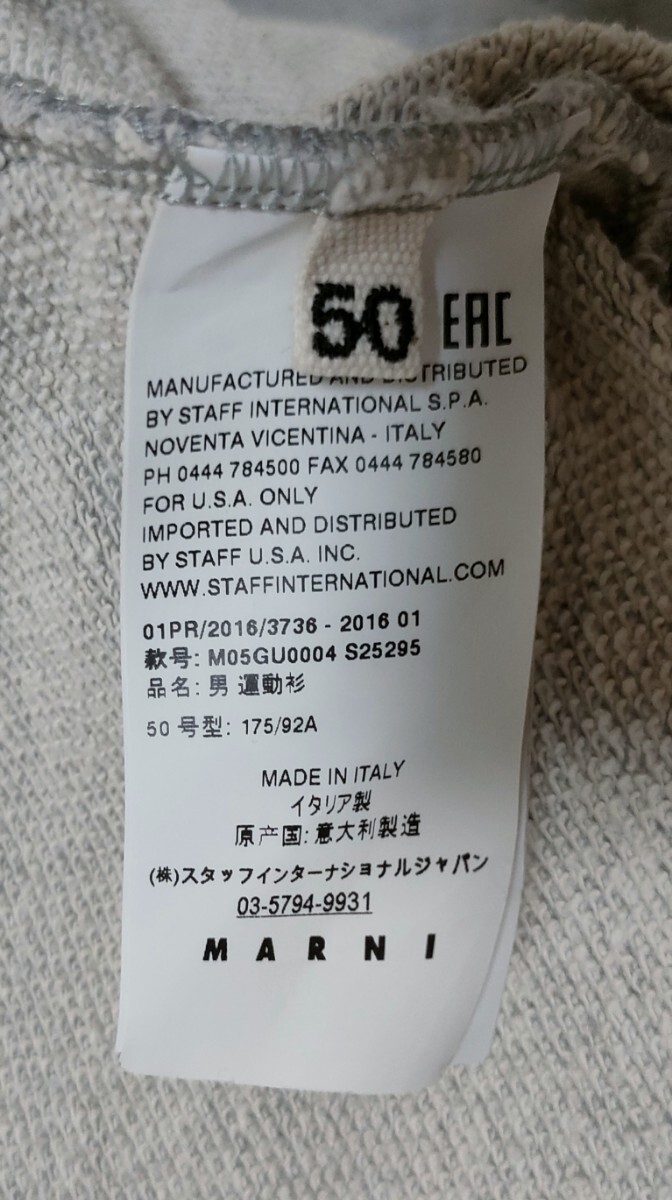 50 EAC
MANUFACTURED AND DISTRIBUTED
BY STAFF INTERNATIONAL S.P.A.
NOVENTA VICENTINA - ITALY
PH 0444 784500 FAX 0444 784580
FOR U.S.A. ONLY
IMPORTED AND DISTRIBUTED
BY STAFF U.S.A. INC.
WWW.STAFFINTERNATIONAL.COM
01PR/2016/3736 - 2016 01
款号: M05GU0004 S25295
品名: 男 運動衫
50 号型: 175/92A
MADE IN ITALY
イタリア製
原产国: 意大利製造
(株)スタッフインターナショナルジャパン
03-5794-9931
MARNI